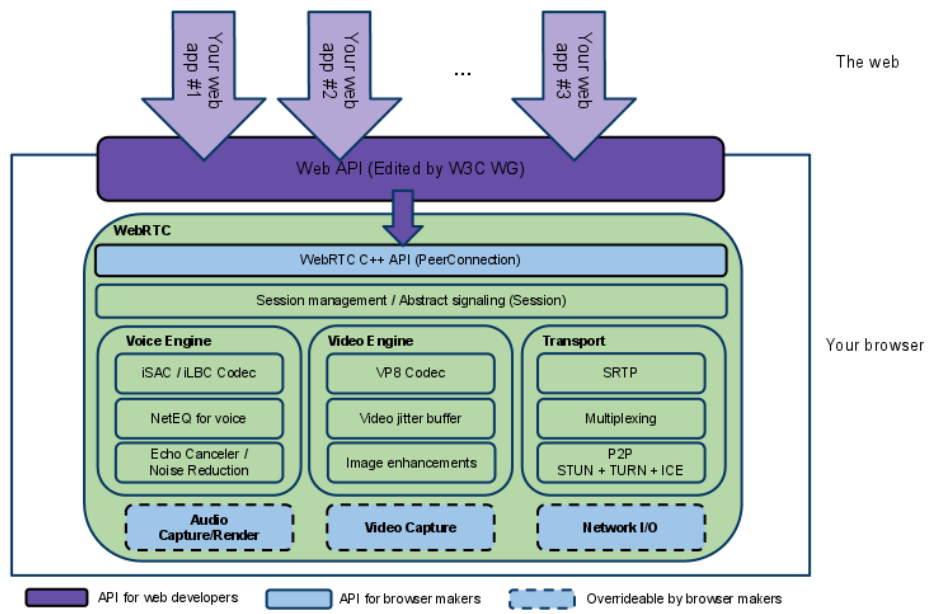 Your web
app #1
Your web
app #2
...
Your web
app #3
The web
Web API (Edited by W3C WG)
WebRTC
WebRTC C++ API (PeerConnection)
Session management / Abstract signaling (Session)
Your browser
Voice Engine
iSAC / iLBC Codec
NetEQ for voice
Echo Canceler /
Noise Reduction
Video Engine
VP8 Codec
Video jitter buffer
Image enhancements
Transport
SRTP
Multiplexing
P2P
STUN + TURN + ICE
Audio
Capture/Render
Video Capture
Network I/O
API for web developers
API for browser makers
Overrideable by browser makers